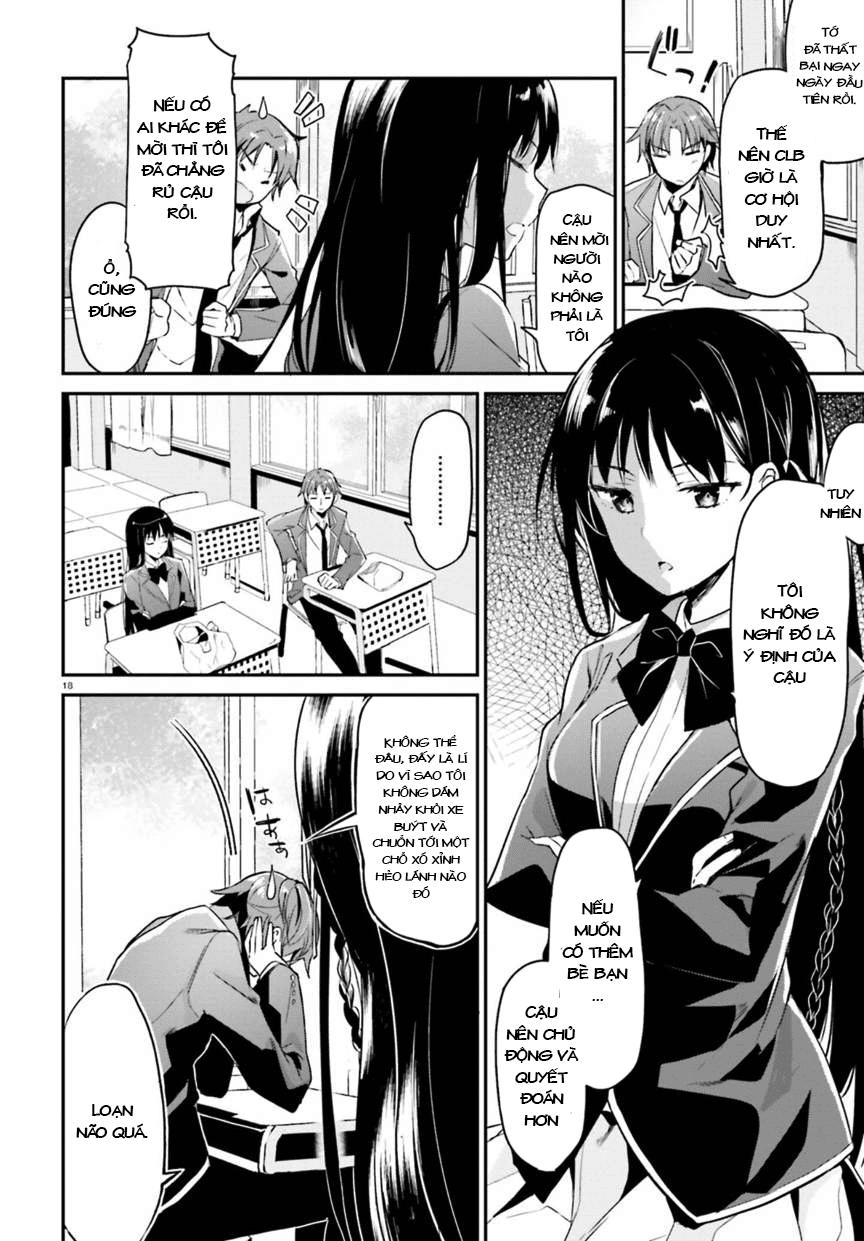 TỚ
ĐÃ THẤT
BẠI NGAY
NGÀY ĐẦU
TIÊN RỒI.
THẾ
NÊN CLB
GIỜ LÀ
CƠ HỘI
DUY
NHẤT.
CẬU
NÊN MỜI
NGƯỜI
NÀO
KHÔNG
PHẢI LÀ
TÔI
NẾU CÓ
AI KHÁC ĐỂ
MỜI THÌ TÔI
ĐÃ CHẲNG
RỦ CẬU
RỒI.
Ồ,
CŨNG
ĐÚNG
TUY
NHIÊN
TÔI
KHÔNG
NGHĨ ĐÓ LÀ
Ý ĐỊNH CỦA
CẬU
NẾU
MUỐN
CÓ THÊM
BÈ BẠN
...
CẬU
NÊN CHỦ
ĐỘNG VÀ
QUYẾT
ĐOÁN
HƠN
.........
18
KHÔNG THỂ
ĐÂU, ĐẤY LÀ LÍ
DO VÌ SAO TÔI
KHÔNG DÁM
NHẢY KHỎI XE
BUÝT VÀ
CHUỒN TỚI MỘT
CHỖ XÓ XỈNH
HẺO LÁNH NÀO
ĐÓ
はぁぁ
LOẠN
NÃO QUÁ.